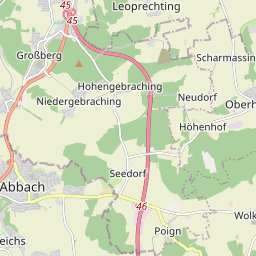 45
Leoprechting
45
Großberg
Scharmassin
Hohengebraching
Niedergebraching
Neudorf
Oberh
Höhenhof
Seedorf
Abbach
46
Wolk
Poign
eichs